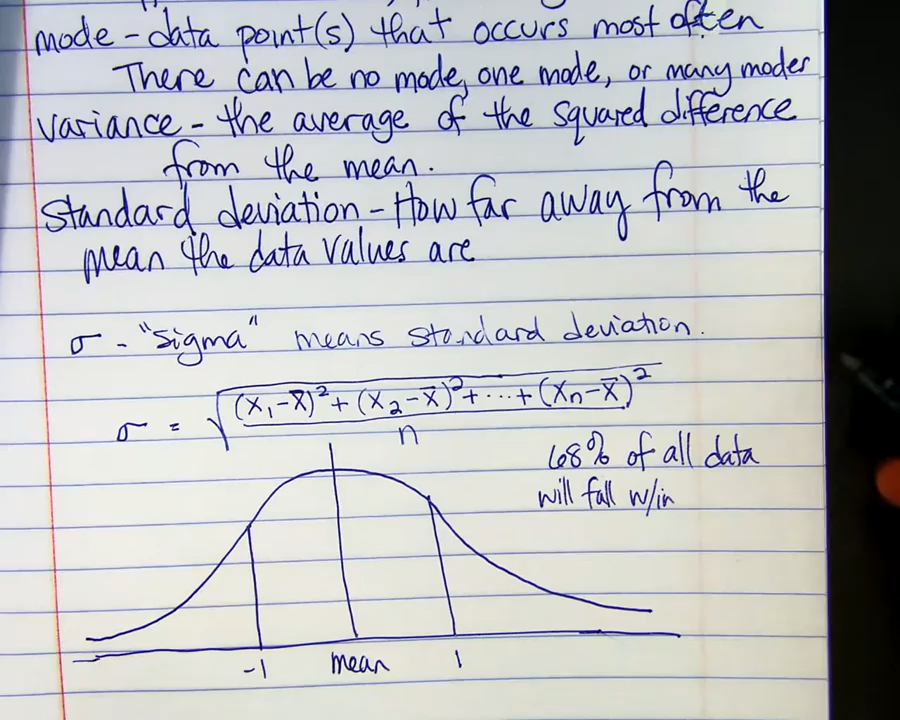 mode - data point(s) that occurs most often
There can be no mode, one mode, or many modes
variance - the average of the squared difference
from the mean.
Standard deviation - How far away from the
mean the data values are
σ - "sigma" means standard deviation.
σ = √((x₁-x̄)²+(x₂-x̄)²+...+(xn-x̄)²/n)
68% of all data
will fall w/in
-1 mean 1